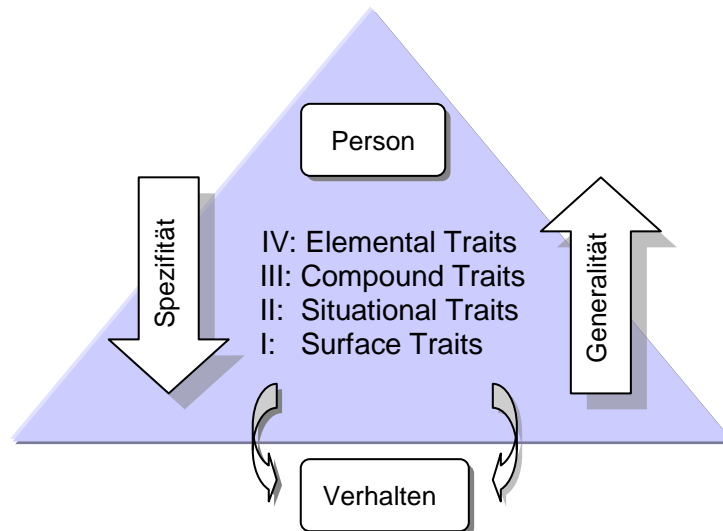 Person
Spezifität
IV: Elemental Traits
III: Compound Traits
II: Situational Traits
I: Surface Traits
Generalität
Verhalten